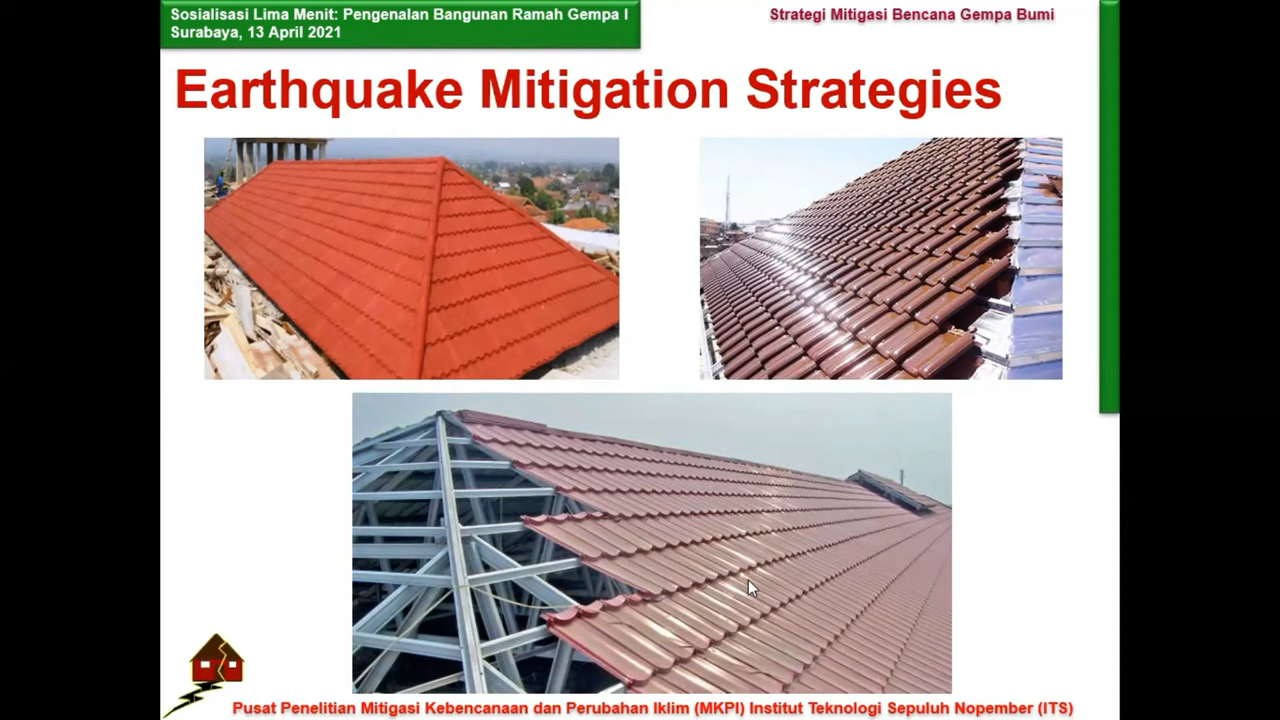 Sosialisasi Lima Menit: Pengenalan Bangunan Ramah Gempa I
Surabaya, 13 April 2021
Strategi Mitigasi Bencana Gempa Bumi
Earthquake Mitigation Strategies
Pusat Penelitian Mitigasi Kebencanaan dan Perubahan Iklim (MKPI) Institut Teknologi Sepuluh Nopember (ITS)